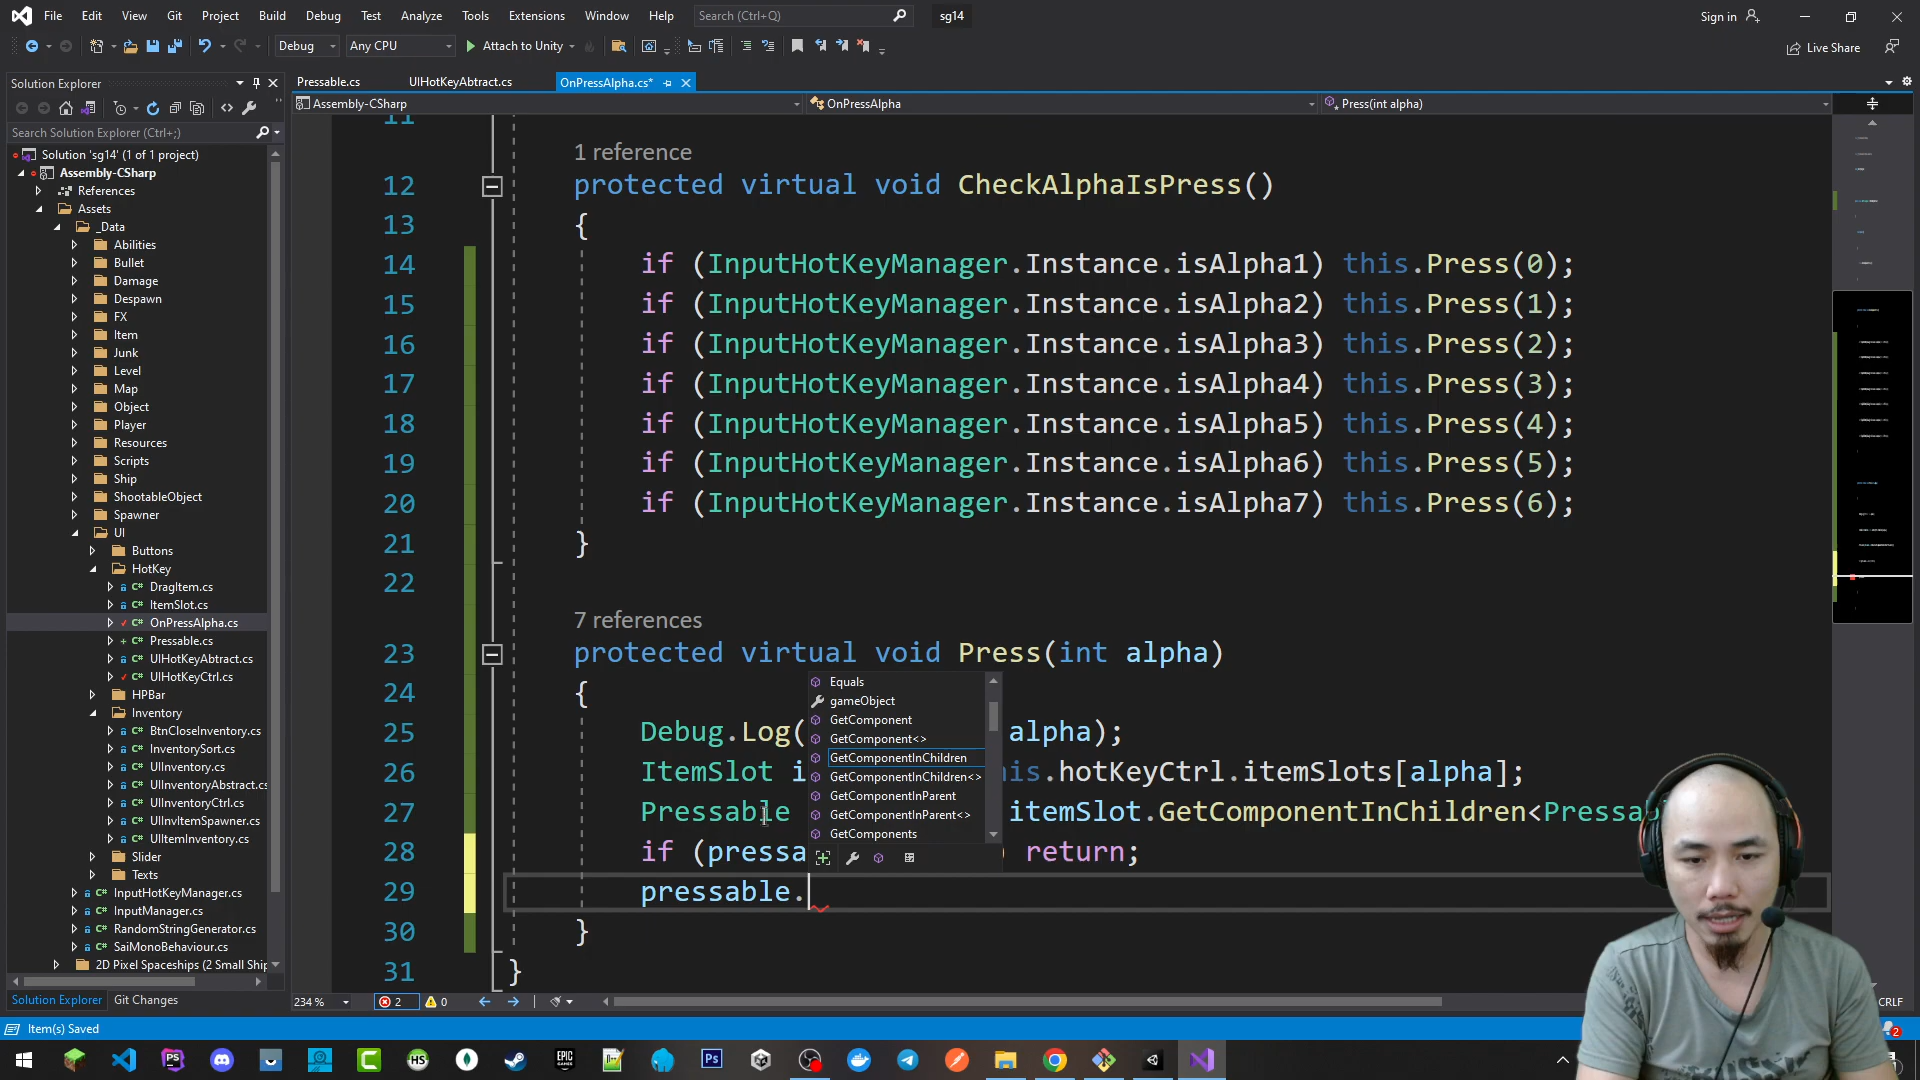 File Edit View Git Project Build Debug Test Analyze Tools Extensions Window Help Search (Ctrl+Q) sg14 Sign in
Debug Any CPU Attach to Unity Live Share
Solution Explorer
Search Solution Explorer (Ctrl+;)
Solution 'sg14' (1 of 1 project)
Assembly-CSharp
References
Assets
_Data
Abilities
Bullet
Damage
Despawn
FX
Item
Junk
Level
Map
Object
Player
Resources
Scripts
Ship
ShootableObject
Spawner
UI
Buttons
HotKey
C# DragItem.cs
C# ItemSlot.cs
C# OnPressAlpha.cs
C# Pressable.cs
C# UIHotKeyAbtract.cs
C# UIHotKeyCtrl.cs
HPBar
Inventory
C# BtnCloseInventory.cs
C# InventorySort.cs
C# UIInventory.cs
C# UIInventoryAbstract.cs
C# UIInventoryCtrl.cs
C# UIInvItemSpawner.cs
C# UIItemInventory.cs
Slider
Texts
C# InputHotKeyManager.cs
C# InputManager.cs
C# RandomStringGenerator.cs
C# SaiMonoBehaviour.cs
2D Pixel Spaceships (2 Small Ship
Solution Explorer Git Changes
Pressable.cs UIHotKeyAbtract.cs OnPressAlpha.cs*
Assembly-CSharp OnPressAlpha Press(int alpha)
11
1 reference
12 protected virtual void CheckAlphaIsPress()
13 {
14 if (InputHotKeyManager.Instance.isAlpha1) this.Press(0);
15 if (InputHotKeyManager.Instance.isAlpha2) this.Press(1);
16 if (InputHotKeyManager.Instance.isAlpha3) this.Press(2);
17 if (InputHotKeyManager.Instance.isAlpha4) this.Press(3);
18 if (InputHotKeyManager.Instance.isAlpha5) this.Press(4);
19 if (InputHotKeyManager.Instance.isAlpha6) this.Press(5);
20 if (InputHotKeyManager.Instance.isAlpha7) this.Press(6);
21 }
22
7 references
23 protected virtual void Press(int alpha)
24 {
25 Debug.Log( alpha);
26 ItemSlot i is.hotKeyCtrl.itemSlots[alpha];
27 Pressable itemSlot.GetComponentInChildren<Pressab
28 if (pressa ) return;
29 pressable.
30 }
31 }
Equals
gameObject
GetComponent
GetComponent<>
GetComponentInChildren
GetComponentInChildren<>
GetComponentInParent
GetComponentInParent<>
GetComponents
234 % 2 0 CRLF
Item(s) Saved 2
PS HS EPIC GAMES Ps